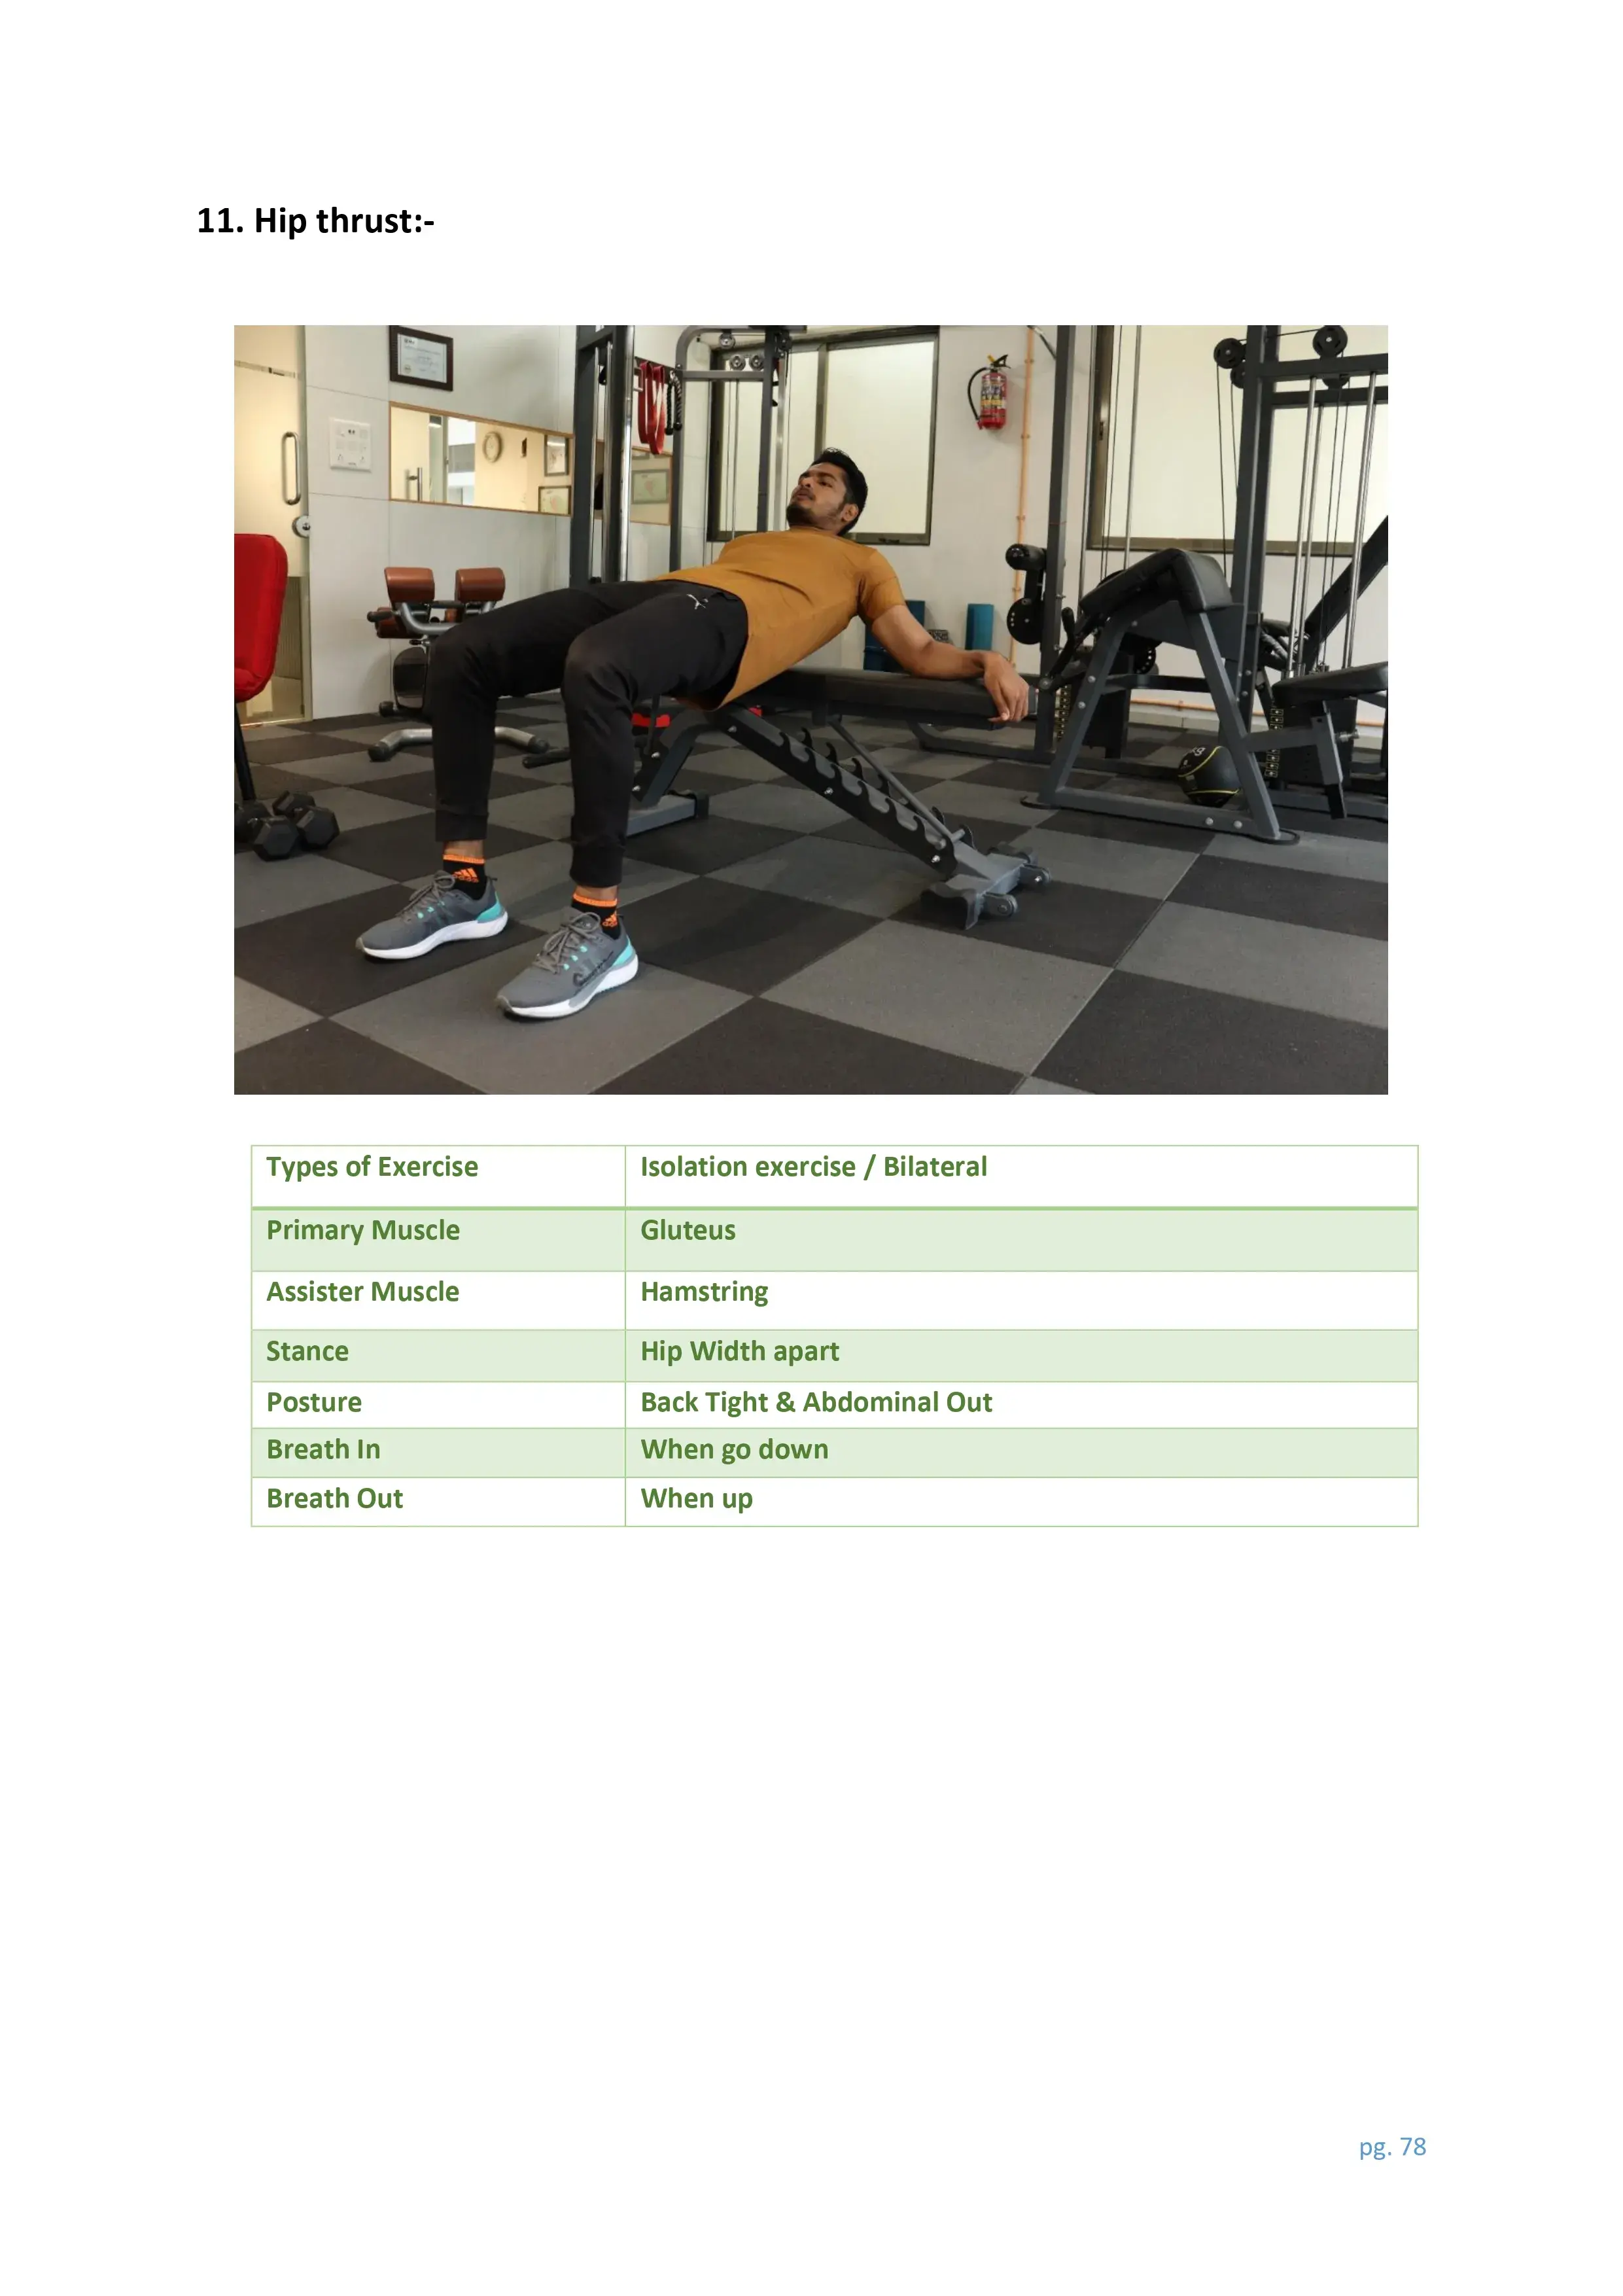 11. Hip thrust:-
Types of Exercise Isolation exercise / Bilateral
Primary Muscle Gluteus
Assister Muscle Hamstring
Stance Hip Width apart
Posture Back Tight & Abdominal Out
Breath In When go down
Breath Out When up
pg. 78